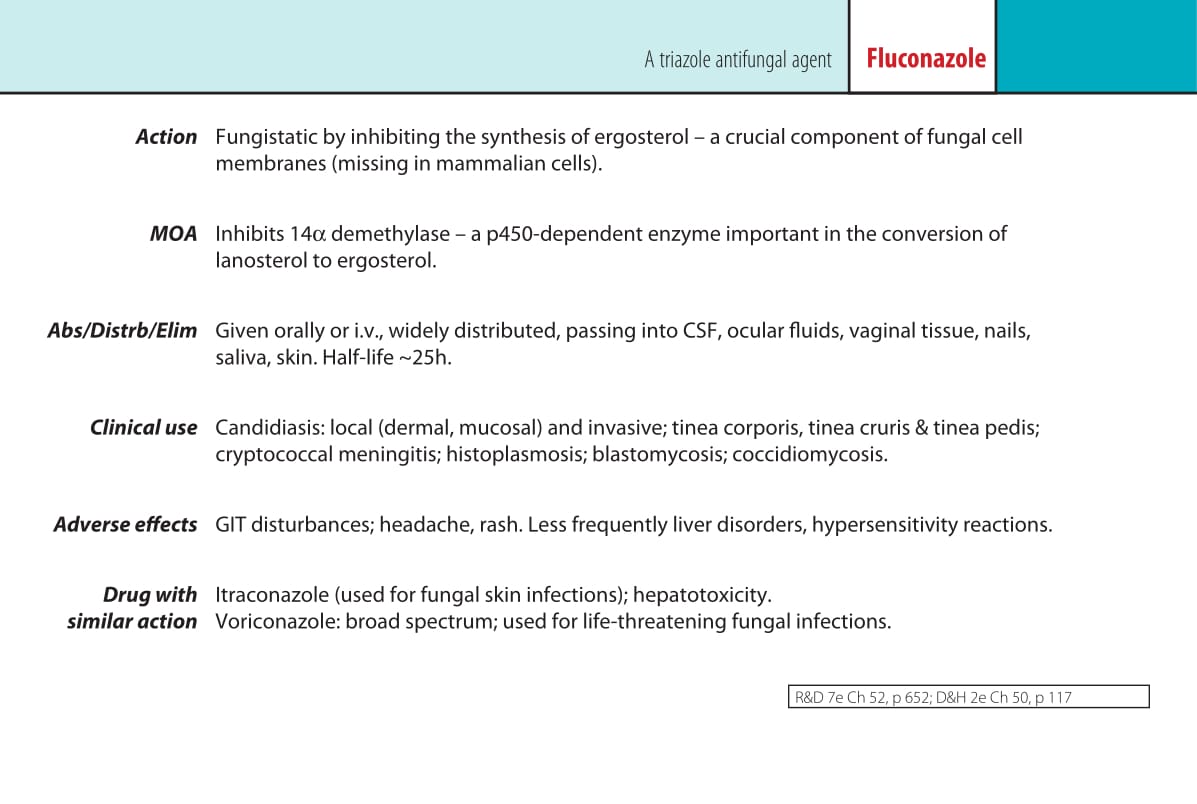 A triazole antifungal agent Fluconazole
Action Fungistatic by inhibiting the synthesis of ergosterol – a crucial component of fungal cell
membranes (missing in mammalian cells).
MOA Inhibits 14α demethylase – a p450-dependent enzyme important in the conversion of
lanosterol to ergosterol.
Abs/Distrb/Elim Given orally or i.v., widely distributed, passing into CSF, ocular fluids, vaginal tissue, nails,
saliva, skin. Half-life ~25h.
Clinical use Candidiasis: local (dermal, mucosal) and invasive; tinea corporis, tinea cruris & tinea pedis;
cryptococcal meningitis; histoplasmosis; blastomycosis; coccidiomycosis.
Adverse effects GIT disturbances; headache, rash. Less frequently liver disorders, hypersensitivity reactions.
Drug with Itraconazole (used for fungal skin infections); hepatotoxicity.
similar action Voriconazole: broad spectrum; used for life-threatening fungal infections.
R&D 7e Ch 52, p 652; D&H 2e Ch 50, p 117